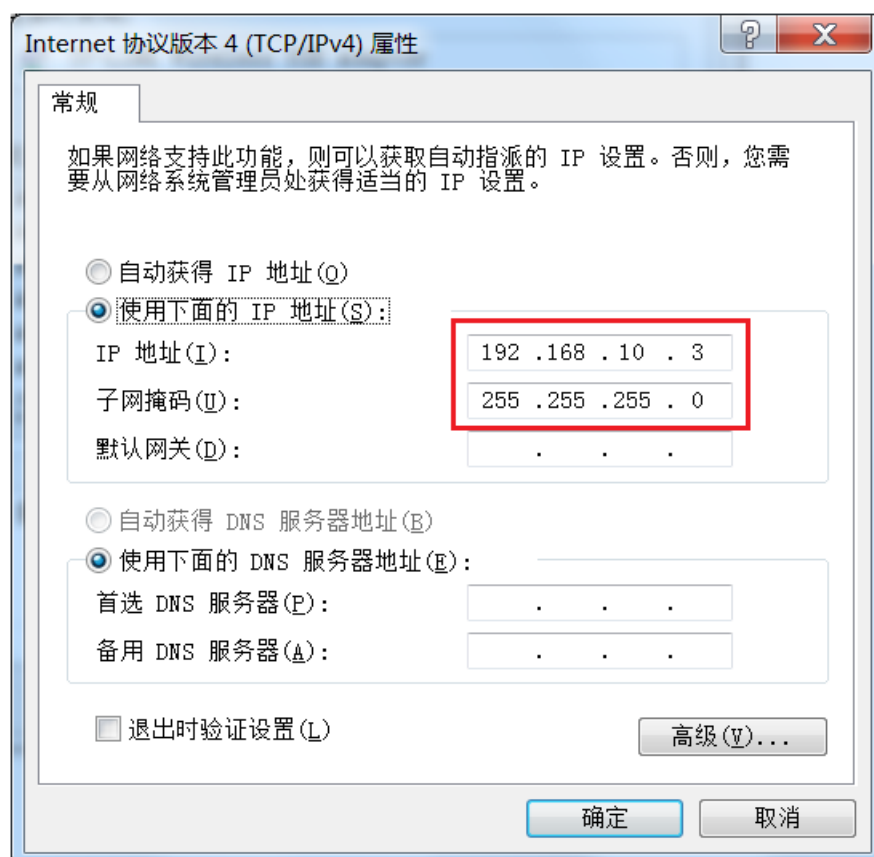 Internet 协议版本 4 (TCP/IPv4) 属性
常规
如果网络支持此功能，则可以获取自动指派的 IP 设置。否则，您需
要从网络系统管理员处获得适当的 IP 设置。
自动获得 IP 地址(O)
使用下面的 IP 地址(S):
IP 地址(I): 192 .168 . 10 . 3
子网掩码(U): 255 .255 .255 . 0
默认网关(D): . . .
自动获得 DNS 服务器地址(B)
使用下面的 DNS 服务器地址(E):
首选 DNS 服务器(P): . . .
备用 DNS 服务器(A): . . .
退出时验证设置(L)
高级(V)...
确定 取消